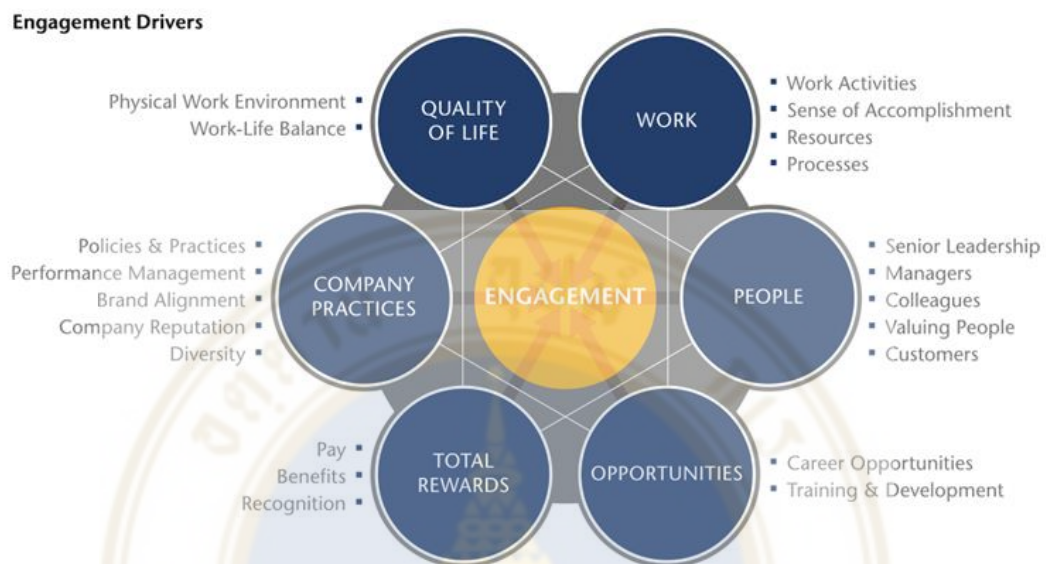 Engagement Drivers
Physical Work Environment
Work-Life Balance
QUALITY
OF LIFE
WORK
Work Activities
Sense of Accomplishment
Resources
Processes
Policies & Practices
Performance Management
Brand Alignment
Company Reputation
Diversity
COMPANY
PRACTICES
ENGAGEMENT
PEOPLE
Senior Leadership
Managers
Colleagues
Valuing People
Customers
Pay
Benefits
Recognition
TOTAL
REWARDS
OPPORTUNITIES
Career Opportunities
Training & Development